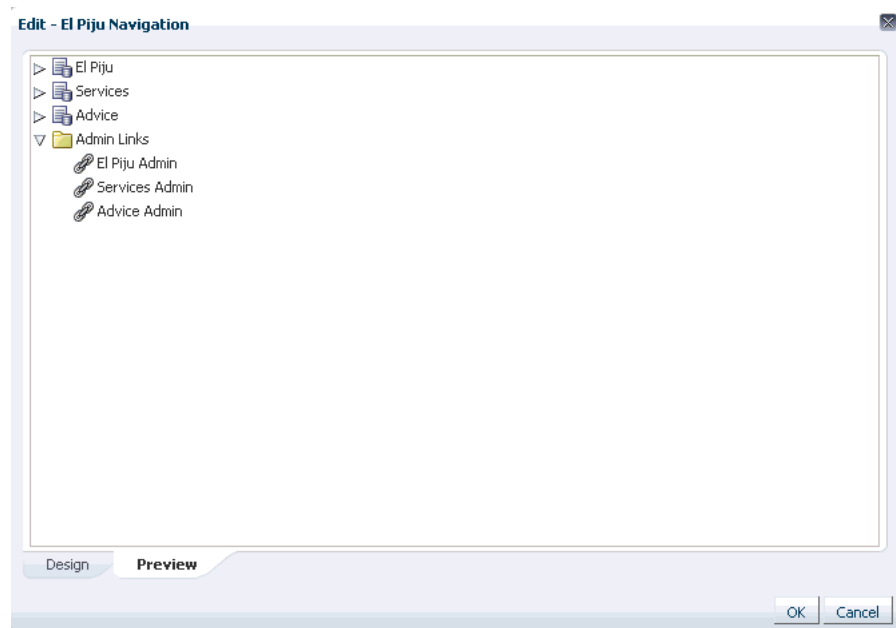 Edit - El Piju Navigation
El Piju
Services
Advice
Admin Links
El Piju Admin
Services Admin
Advice Admin
Design Preview
OK Cancel